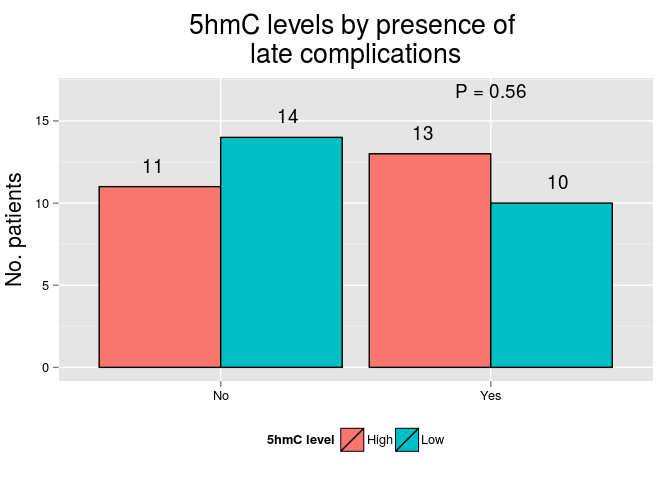 5hmC levels by presence of
late complications
P = 0.56
14
13
11
10
15
10
5
0
No. patients
No
Yes
5hmC level High Low